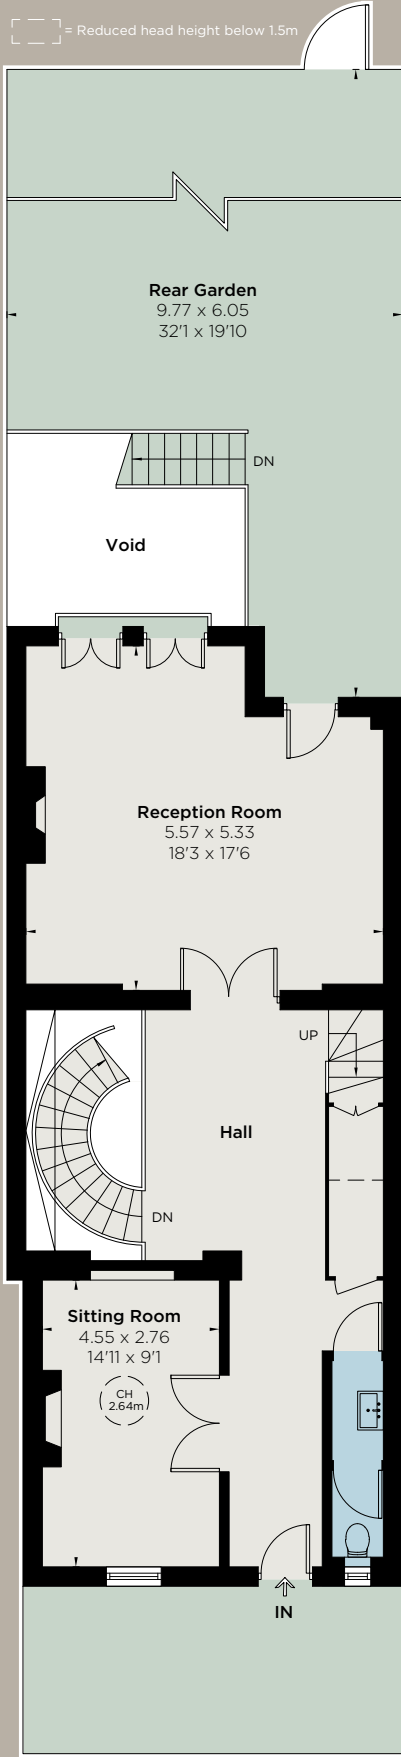 = Reduced head height below 1.5m
Rear Garden
9.77 x 6.05
32'1 x 19'10
DN
Void
Reception Room
5.57 x 5.33
18'3 x 17'6
UP
Hall
DN
Sitting Room
4.55 x 2.76
14'11 x 9'1
CH
2.64m
IN